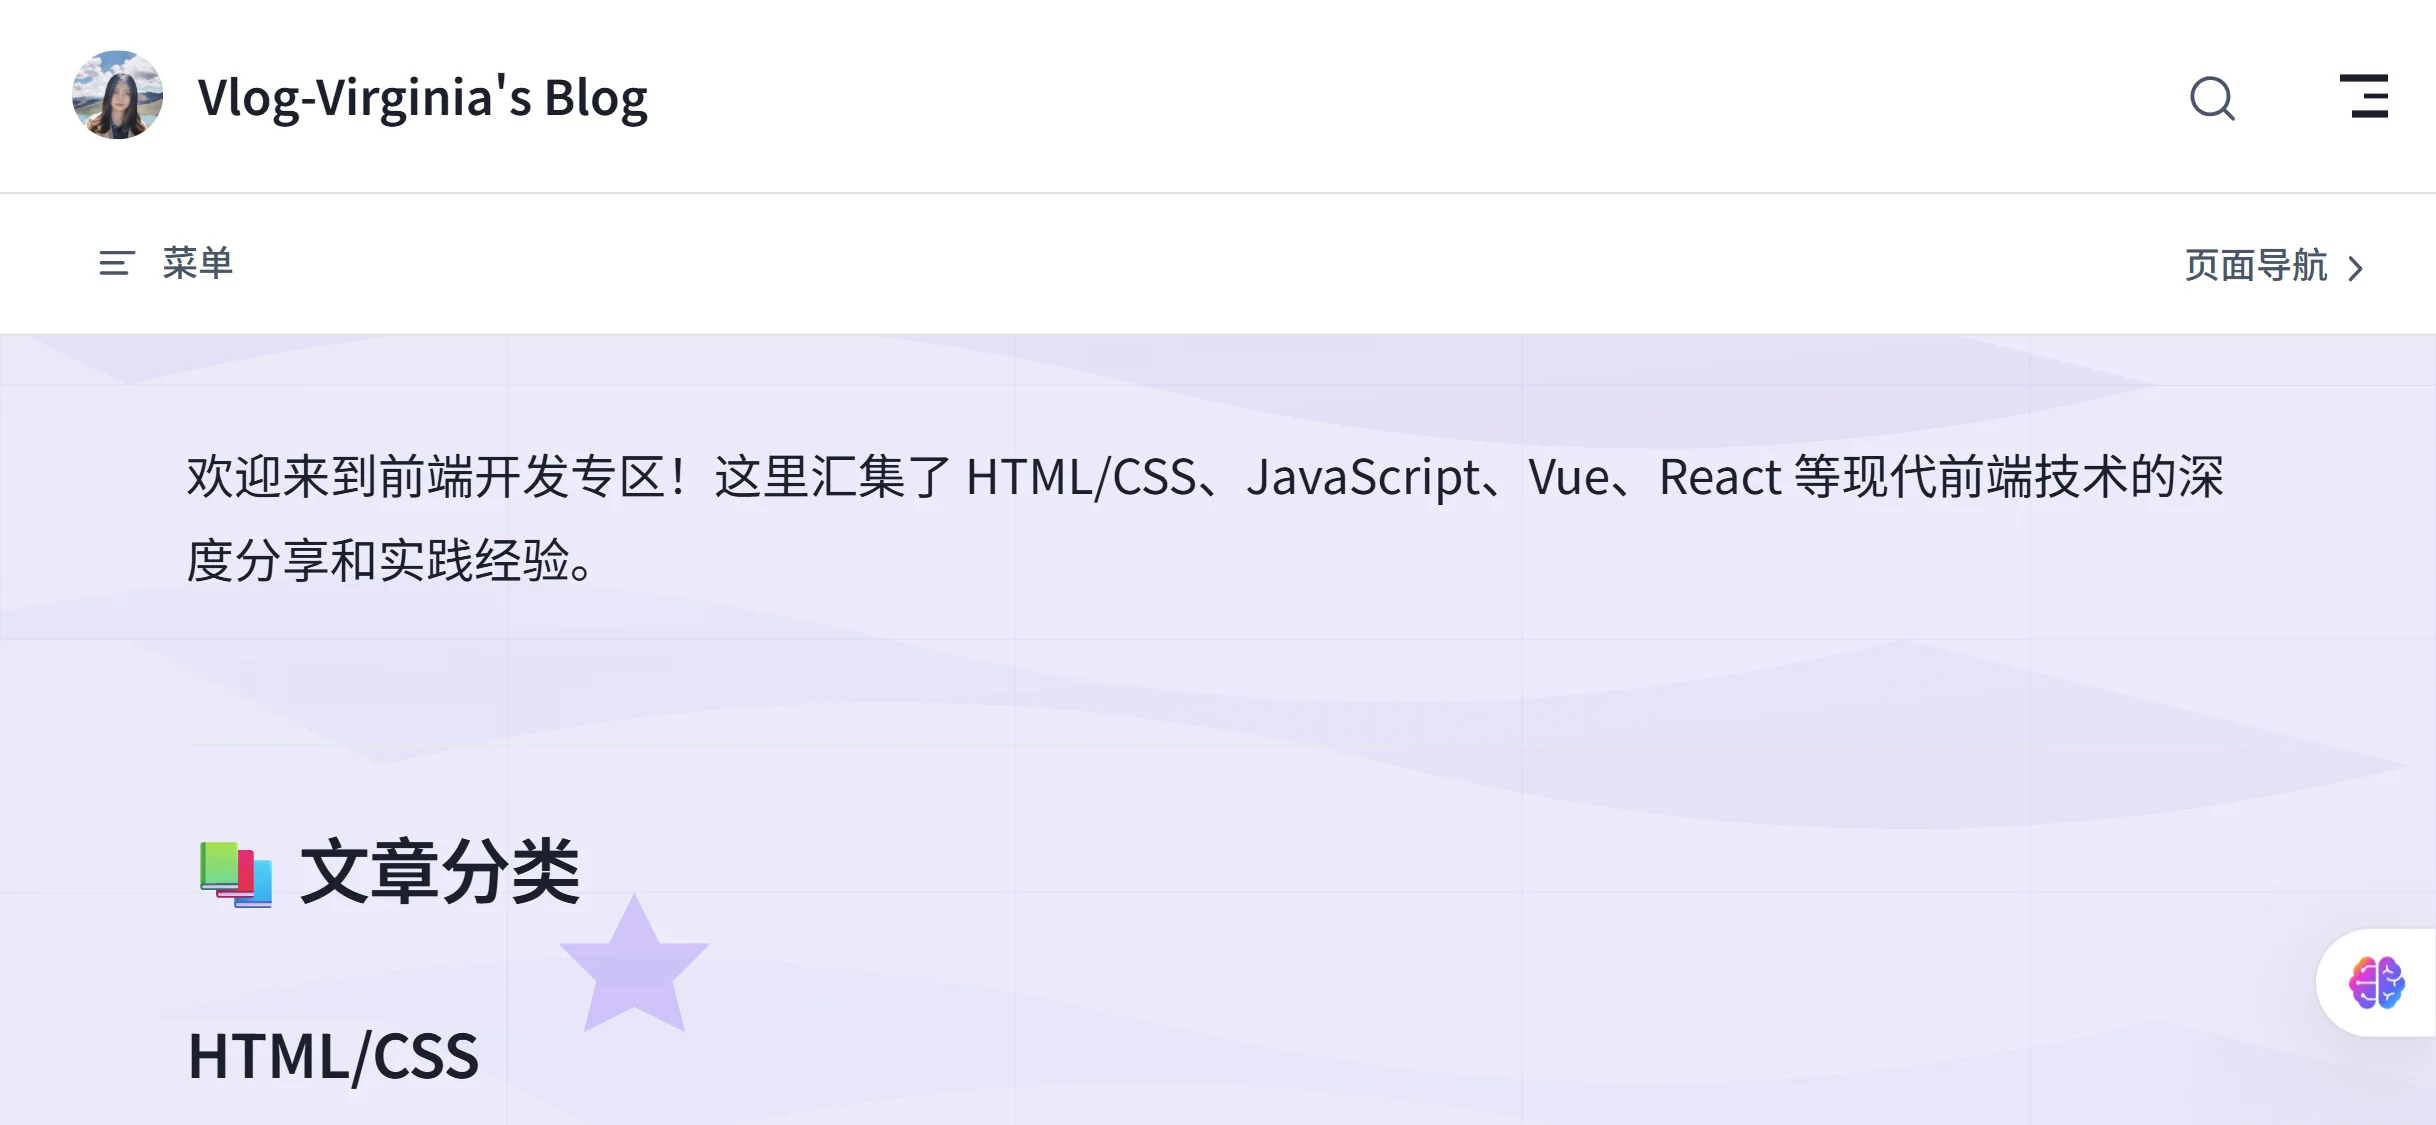 Vlog-Virginia's Blog
菜单
页面导航
欢迎来到前端开发专区！这里汇集了 HTML/CSS、JavaScript、Vue、React 等现代前端技术的深
度分享和实践经验。
📚 文章分类
HTML/CSS